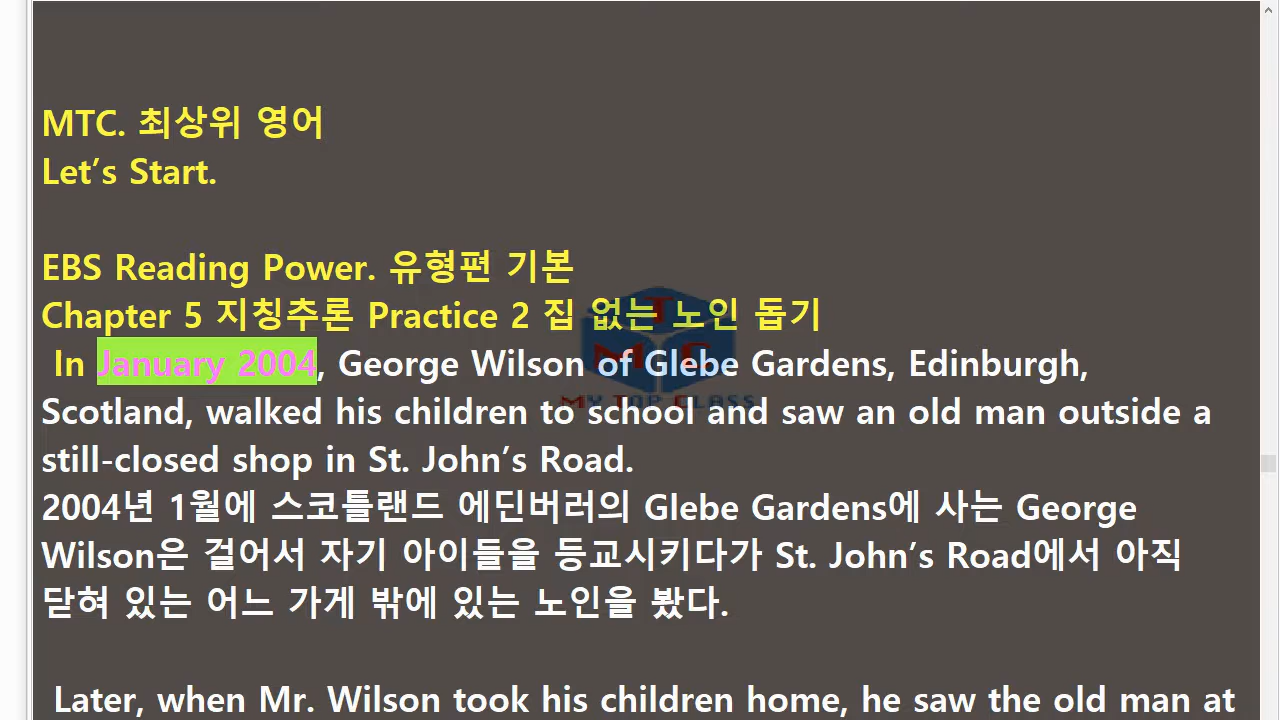 MTC. 최상위 영어
Let’s Start.
EBS Reading Power. 유형편 기본
Chapter 5 지칭추론 Practice 2 집 없는 노인 돕기
In January 2004, George Wilson of Glebe Gardens, Edinburgh,
Scotland, walked his children to school and saw an old man outside a
still-closed shop in St. John’s Road.
2004년 1월에 스코틀랜드 에딘버러의 Glebe Gardens에 사는 George
Wilson은 걸어서 자기 아이들을 등교시키다가 St. John’s Road에서 아직
닫혀 있는 어느 가게 밖에 있는 노인을 봤다.
Later, when Mr. Wilson took his children home, he saw the old man at
T
M C
MY TOP CLASS